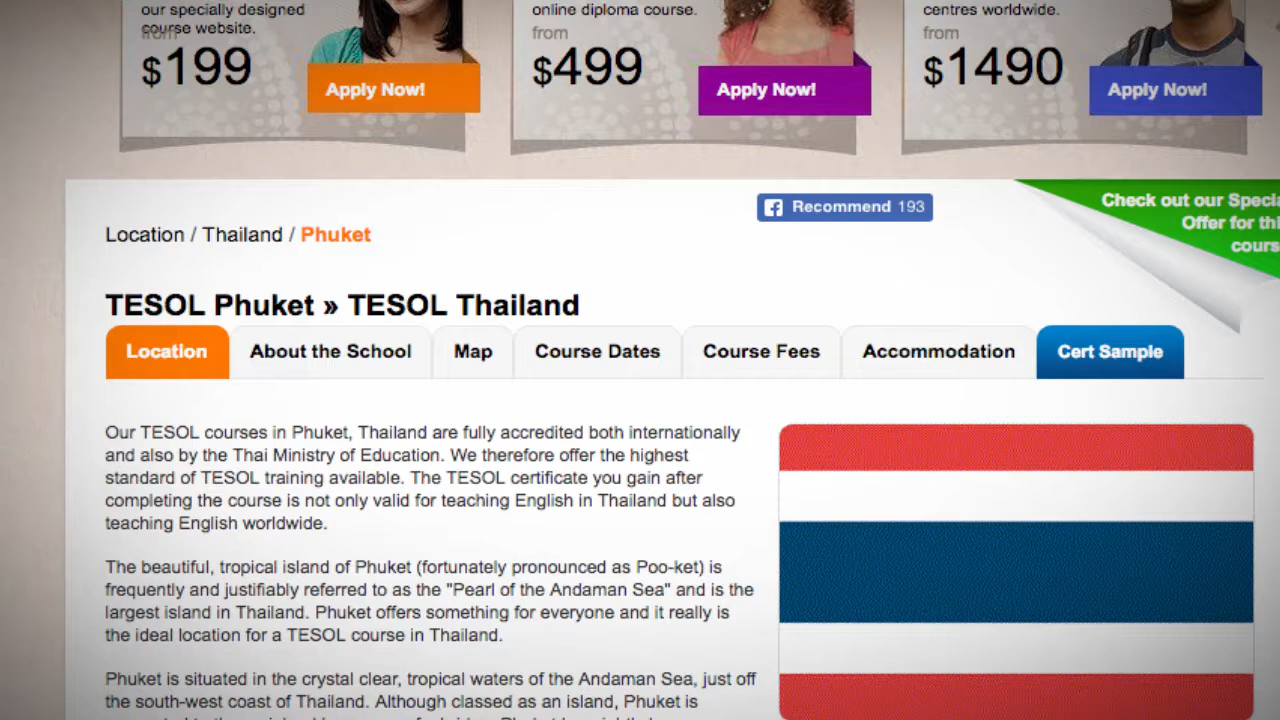 our specially designed
course website.
from
$199
Apply Now!
online diploma course.
from
$499
Apply Now!
centres worldwide.
from
$1490
Apply Now!
Recommend 193
Check out our
Offer for
Location / Thailand / Phuket
TESOL Phuket » TESOL Thailand
Location About the School Map Course Dates Course Fees Accommodation Cert Sample
Our TESOL courses in Phuket, Thailand are fully accredited both internationally
and also by the Thai Ministry of Education. We therefore offer the highest
standard of TESOL training available. The TESOL certificate you gain after
completing the course is not only valid for teaching English in Thailand but also
teaching English worldwide.
The beautiful, tropical island of Phuket (fortunately pronounced as Poo-ket) is
frequently and justifiably referred to as the "Pearl of the Andaman Sea" and is the
largest island in Thailand. Phuket offers something for everyone and it really is
the ideal location for a TESOL course in Thailand.
Phuket is situated in the crystal clear, tropical waters of the Andaman Sea, just off
the south-west coast of Thailand. Although classed as an island, Phuket is